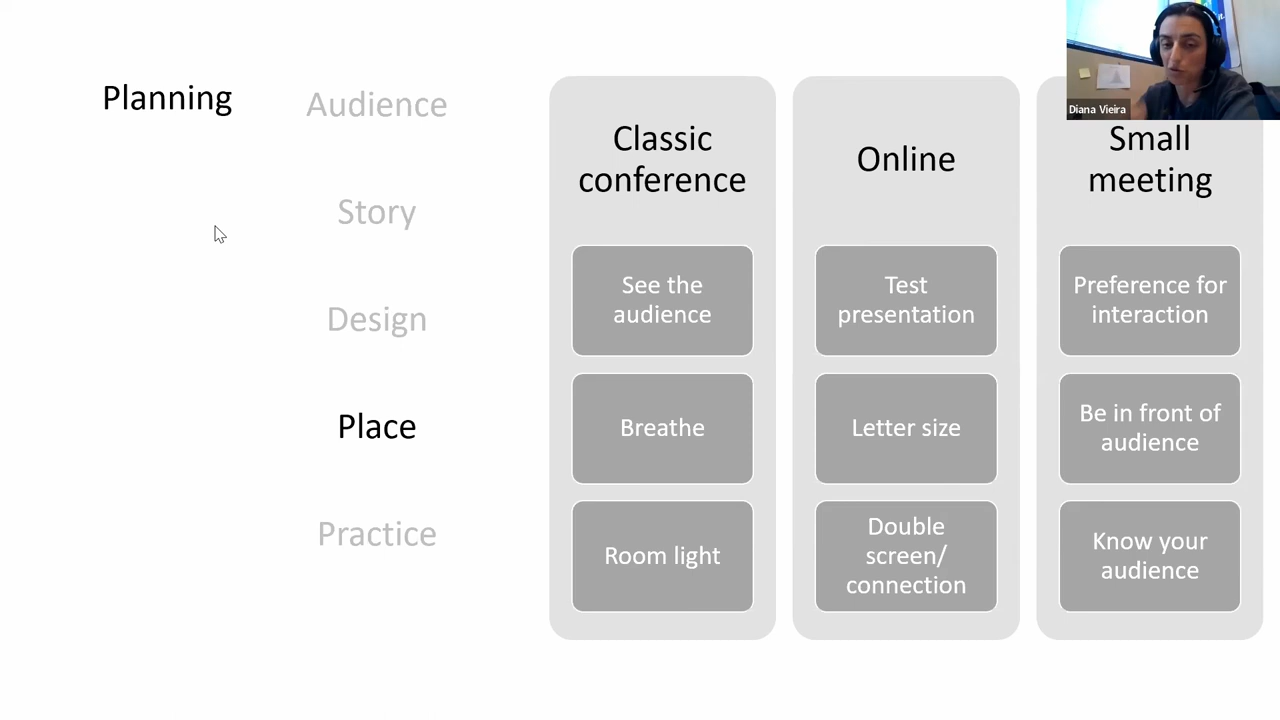 Planning
Audience
Story
Design
Place
Practice
Classic
conference
See the
audience
Breathe
Room light
Online
Test
presentation
Letter size
Double
screen/
connection
Small
meeting
Preference for
interaction
Be in front of
audience
Know your
audience
Diana Vieira